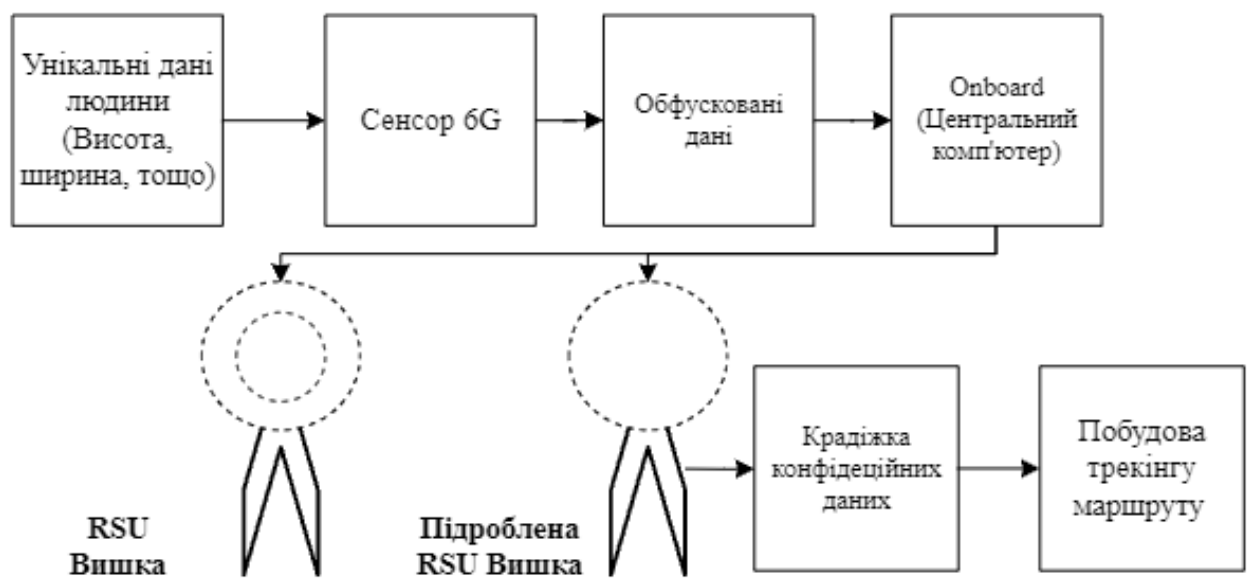 Унікальні дані
людини
(Висота,
ширина, тощо)
Сенсор 6G
Обфусковані
дані
Onboard
(Центральний
комп'ютер)
RSU
Вишка
Підроблена
RSU Вишка
Крадіжка
конфідеційних
даних
Побудова
трекінгу
маршруту